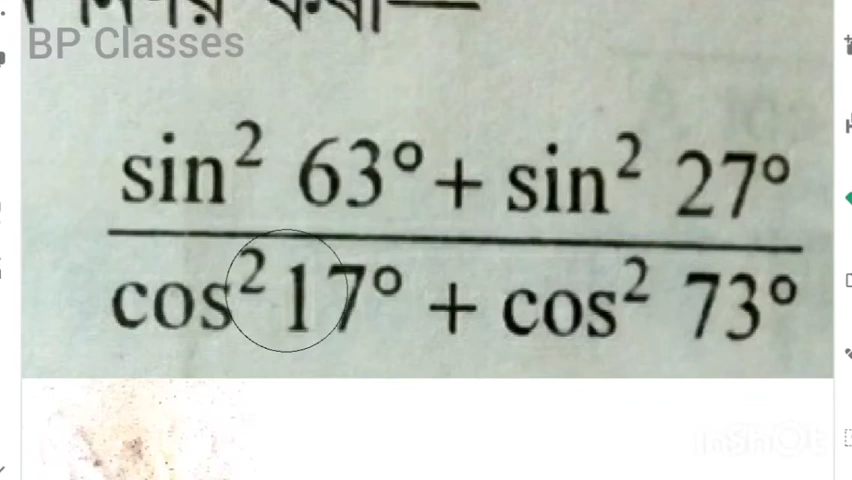 BP Classes
sin² 63° + sin² 27°
cos² 17° + cos² 73°